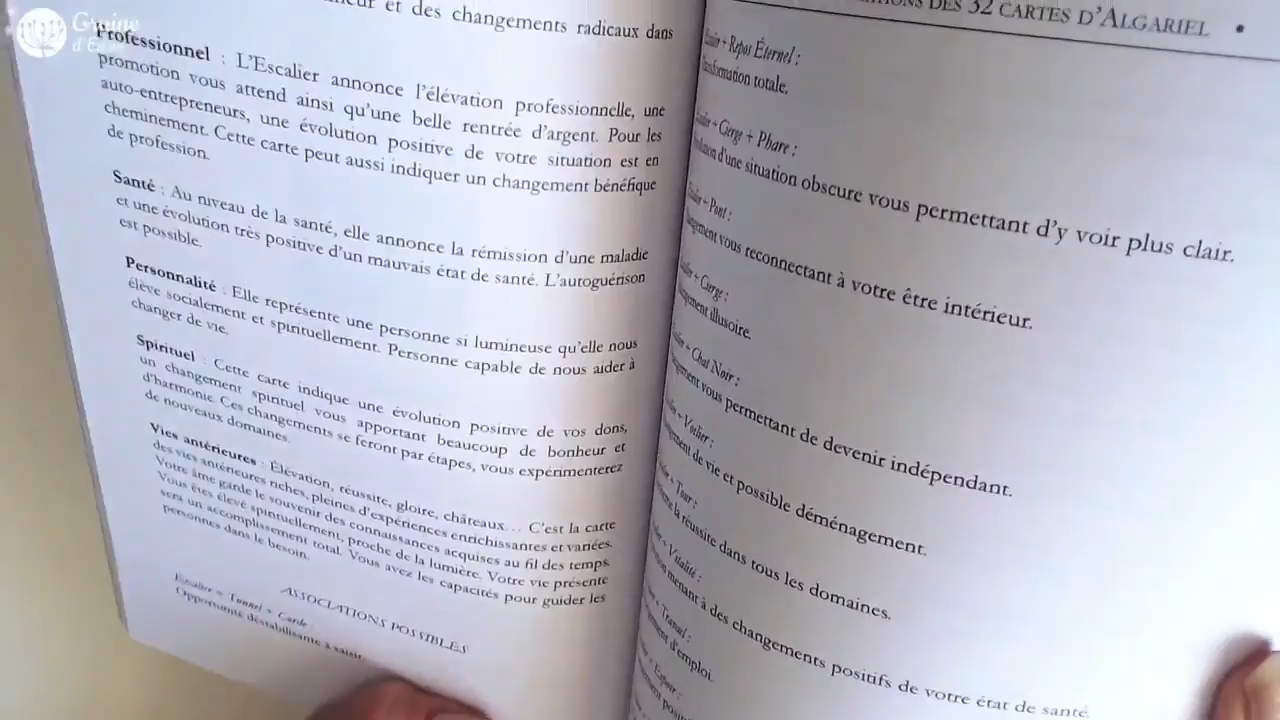 Graine
et des changements radicaux dans
Professionnel : L'Escalier annonce l'élévation professionnelle, une
promotion vous attend ainsi qu'une belle rentrée d'argent. Pour les
auto-entrepreneurs, une évolution positive de votre situation est en
cheminement. Cette carte peut aussi indiquer un changement bénéfique
de profession.
Santé : Au niveau de la santé, elle annonce la rémission d'une maladie
et une évolution très positive d'un mauvais état de santé. L'autoguérison
est possible.
Personnalité : Elle représente une personne si lumineuse qu'elle nous
élève socialement et spirituellement. Personne capable de nous aider à
changer de vie.
Spirituel : Cette carte indique une évolution positive de vos dons,
un changement spirituel vous apportant beaucoup de bonheur et
d'harmonie. Ces changements se feront par étapes, vous expérimenterez
de nouveaux domaines.
Vies antérieures : Élévation, réussite, gloire, châteaux… C'est la carte
des vies antérieures riches, pleines d'expériences enrichissantes et variées.
Votre âme garde le souvenir des connaissances acquises au fil des temps.
Vous êtes élevé spirituellement, proche de la lumière. Votre vie présente
sera un accomplissement total. Vous avez les capacités pour guider les
personnes dans le besoin.
ASSOCIATIONS POSSIBLES
Escalier + Tunnel + Carde :
Opportunité déstabilisante à saisir.
DES 32 CARTES D'ALGARIEL •
+ Repos Éternel :
totale.
+ Cierge + Phare :
d'une situation obscure vous permettant d'y voir plus clair.
+ Pont :
vous reconnectant à votre être intérieur.
+ Cierge :
illusoire.
+ Chat Noir :
vous permettant de devenir indépendant.
+ Voilier :
de vie et possible déménagement.
+ Tour :
la réussite dans tous les domaines.
+ Vitalité :
menant à des changements positifs de votre état de santé.
+ Travail :
d'emploi.
+ Espoir :